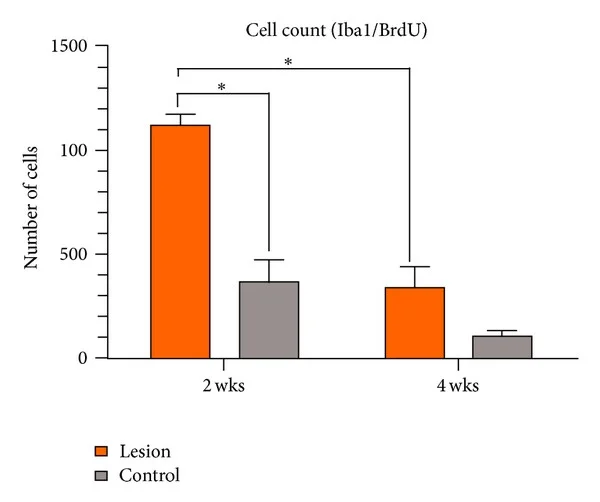 Cell count (Iba1/BrdU)
1500
100
500
0
Number of cells
*
*
2 wks
4 wks
Lesion
Control